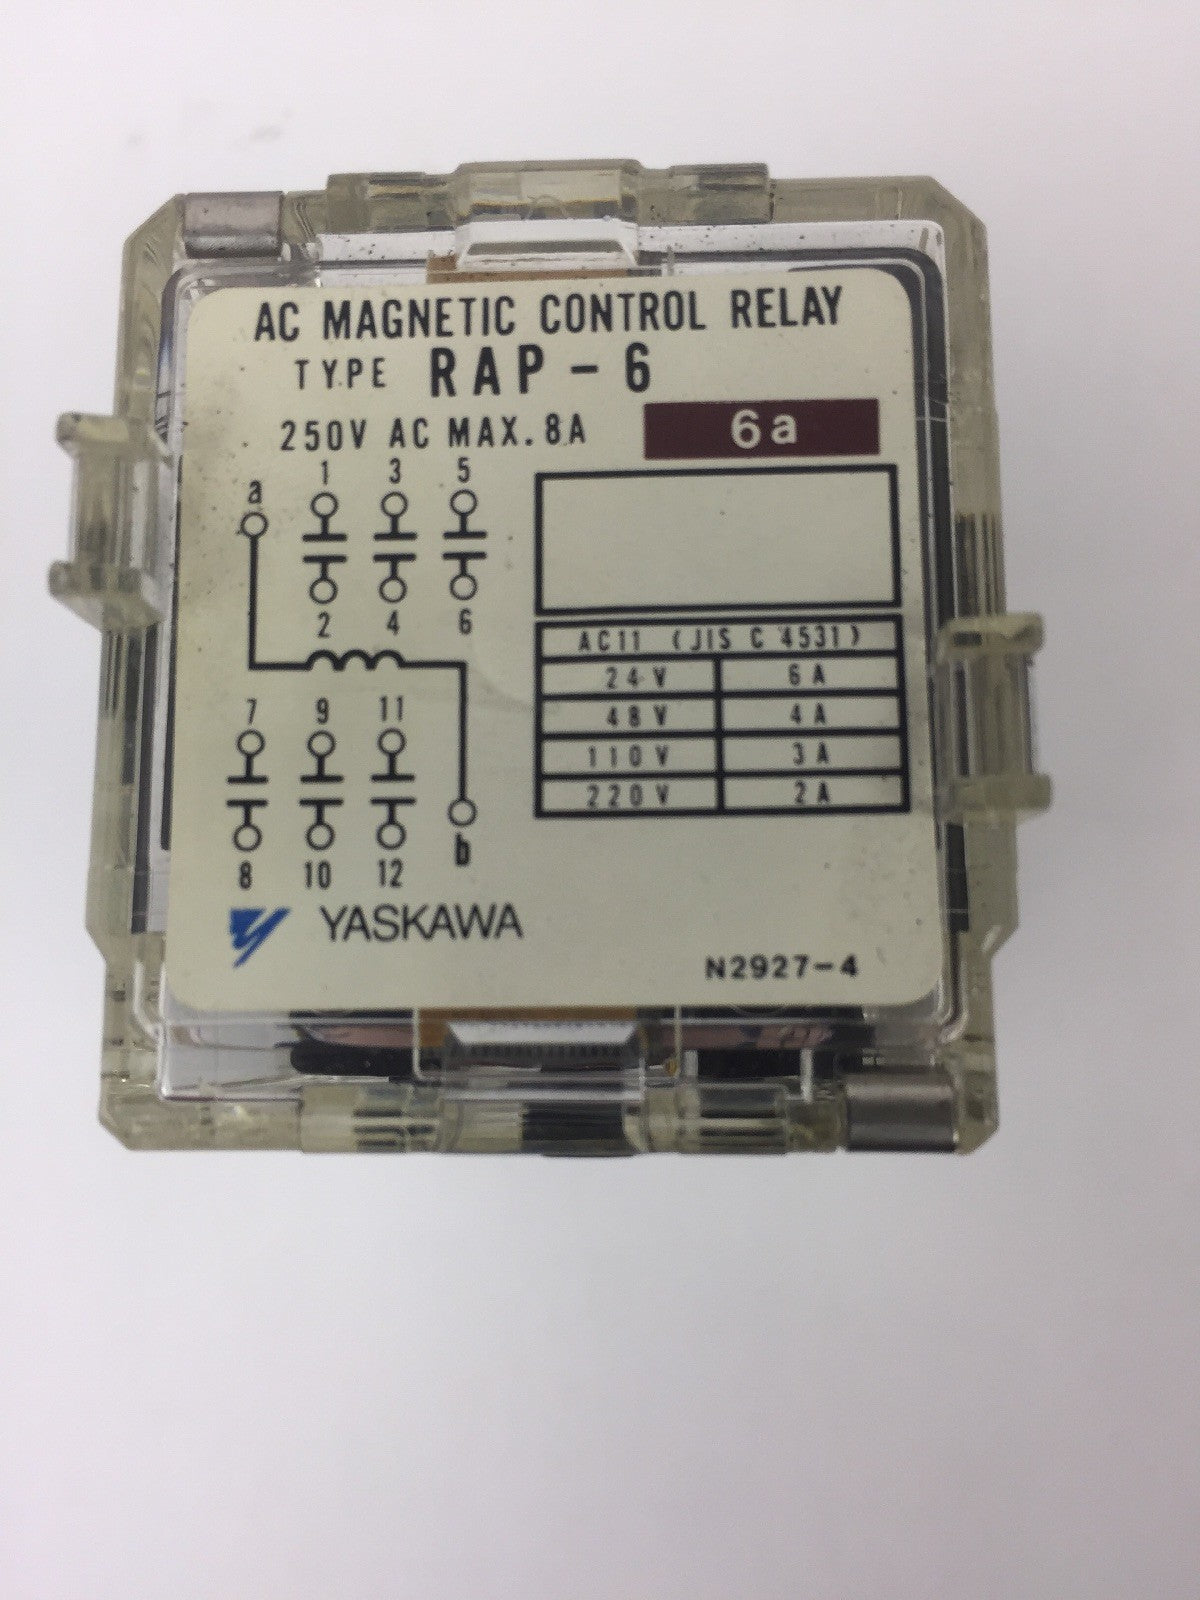 AC MAGNETIC CONTROL RELAY
TYPE RAP-6
250V AC MAX. 8A
6a
a 1 3 5
2 4 6
7 9 11
8 10 12 b
AC11 (JIS C 4531)
24V 6A
48V 4A
110V 3A
220V 2A
YASKAWA
N2927-4